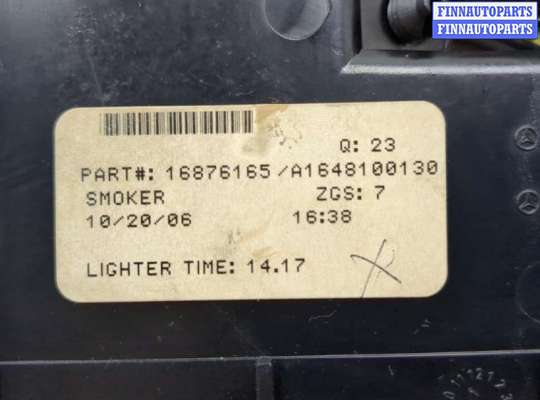 FINNAUTOPARTS
FINNAUTOPARTS
Q: 23
PART#: 16876165/A1648100130
SMOKER ZGS: 7
10/20/06 16:38
LIGHTER TIME: 14.17